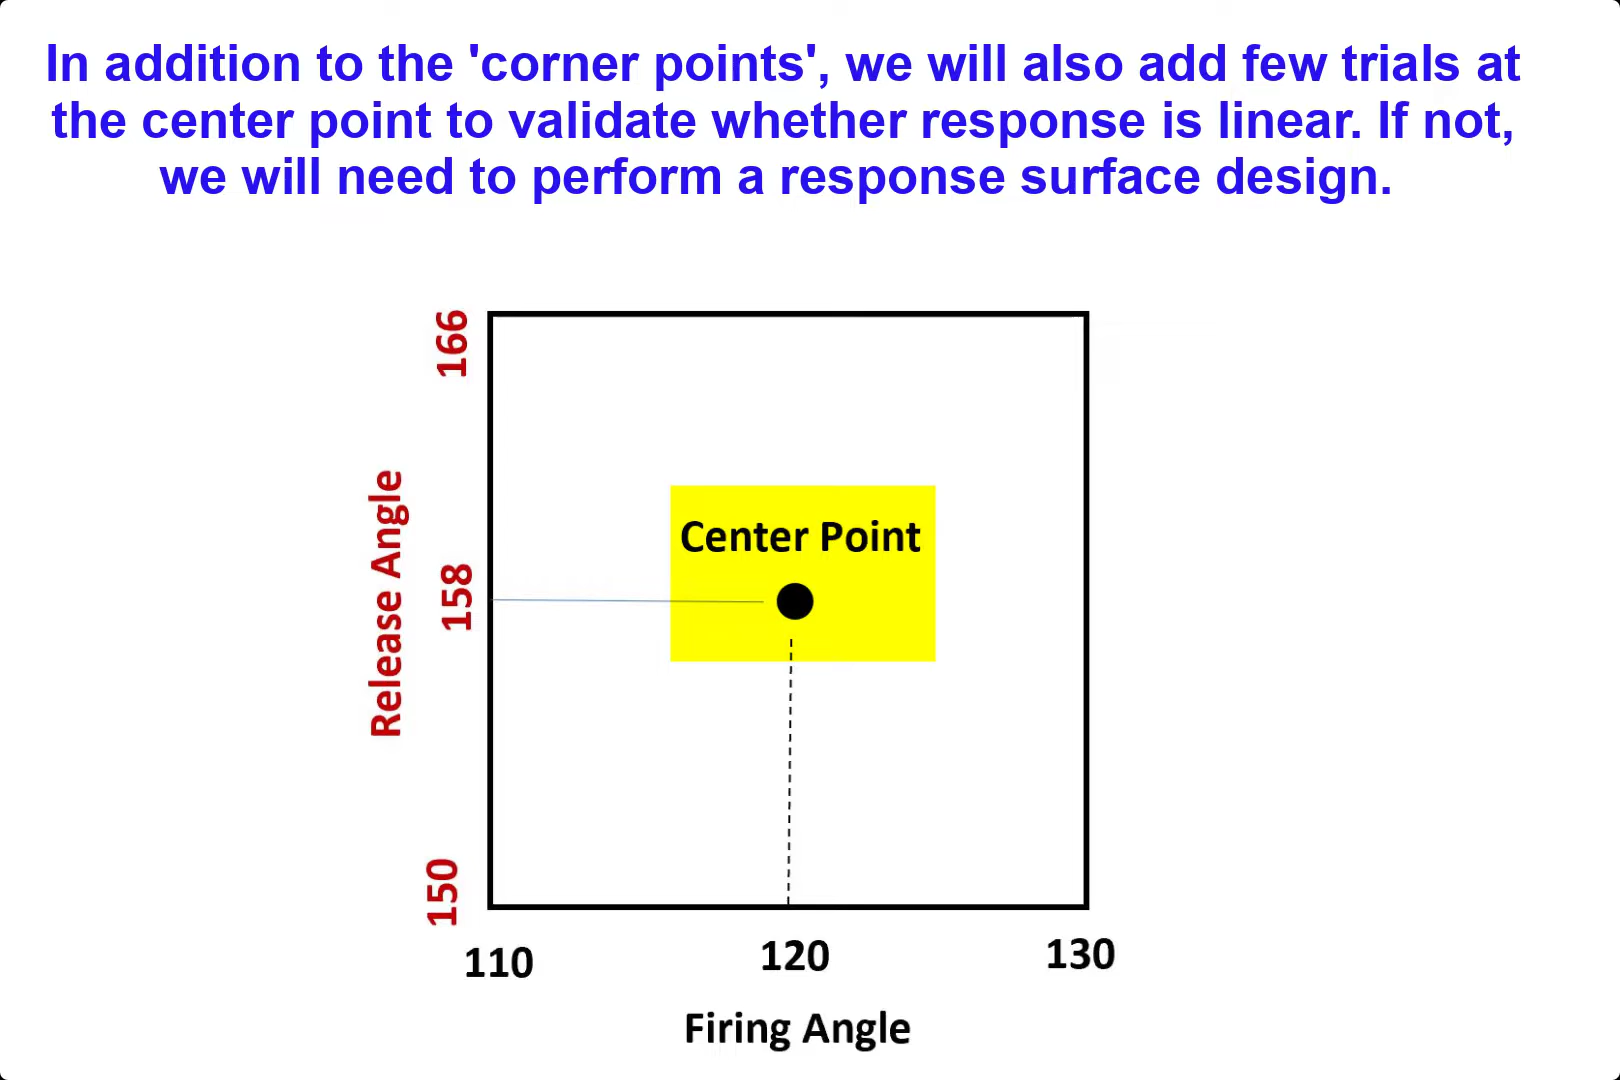 In addition to the 'corner points', we will also add few trials at
the center point to validate whether response is linear. If not,
we will need to perform a response surface design.
166
Release Angle
158
150
Center Point
110
120
130
Firing Angle